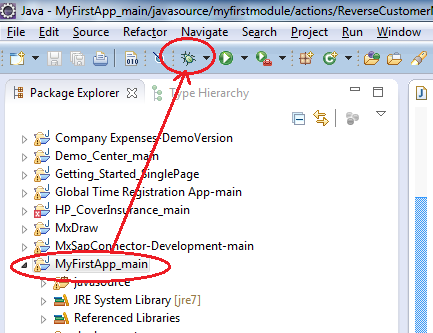 Java - MyFirstApp_main/javasource/myfirstmodule/actions/ReverseCustomerN
File Edit Source Refactor Navigate Search Project Run Window
Package Explorer Type Hierarchy
Company Expenses-DemoVersion
Demo_Center_main
Getting_Started_SinglePage
Global Time Registration App-main
HP_CoverInsurance_main
MxDraw
MxSapConnector-Development-main
MyFirstApp_main
javasource
JRE System Library [jre7]
Referenced Libraries